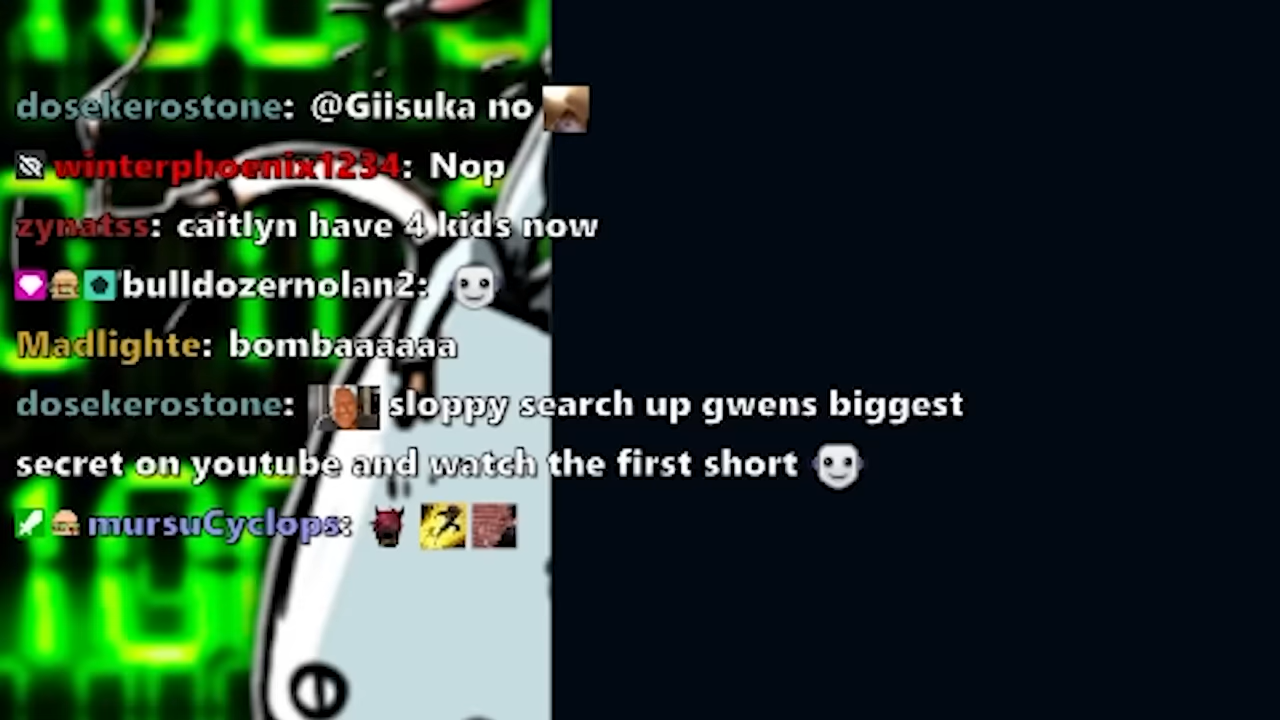 dosekerostone: @Giisuka no
winterphoenix1234: Nop
zynatss: caitlyn have 4 kids now
bulldozernolan2:
Madlighte: bombaaaaaa
dosekerostone: sloppy search up gwens biggest
secret on youtube and watch the first short
mursuCyclops: